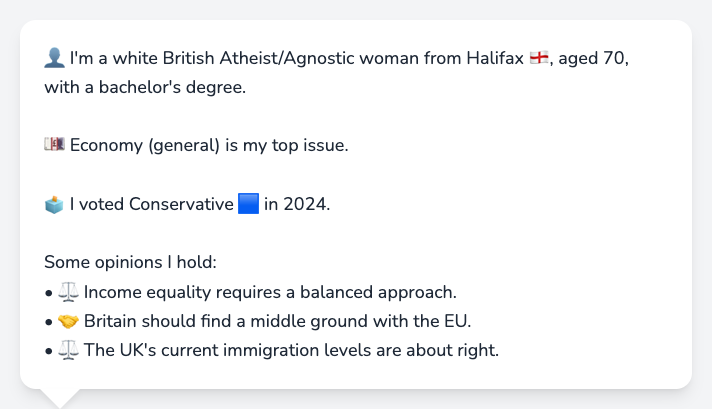 👤 I'm a white British Atheist/Agnostic woman from Halifax 🏴󠁧󠁢󠁥󠁮󠁧󠁿, aged 70,
with a bachelor's degree.
💷 Economy (general) is my top issue.
🗳️ I voted Conservative 🟦 in 2024.
Some opinions I hold:
• ⚖️ Income equality requires a balanced approach.
• 🤝 Britain should find a middle ground with the EU.
• ⚖️ The UK's current immigration levels are about right.